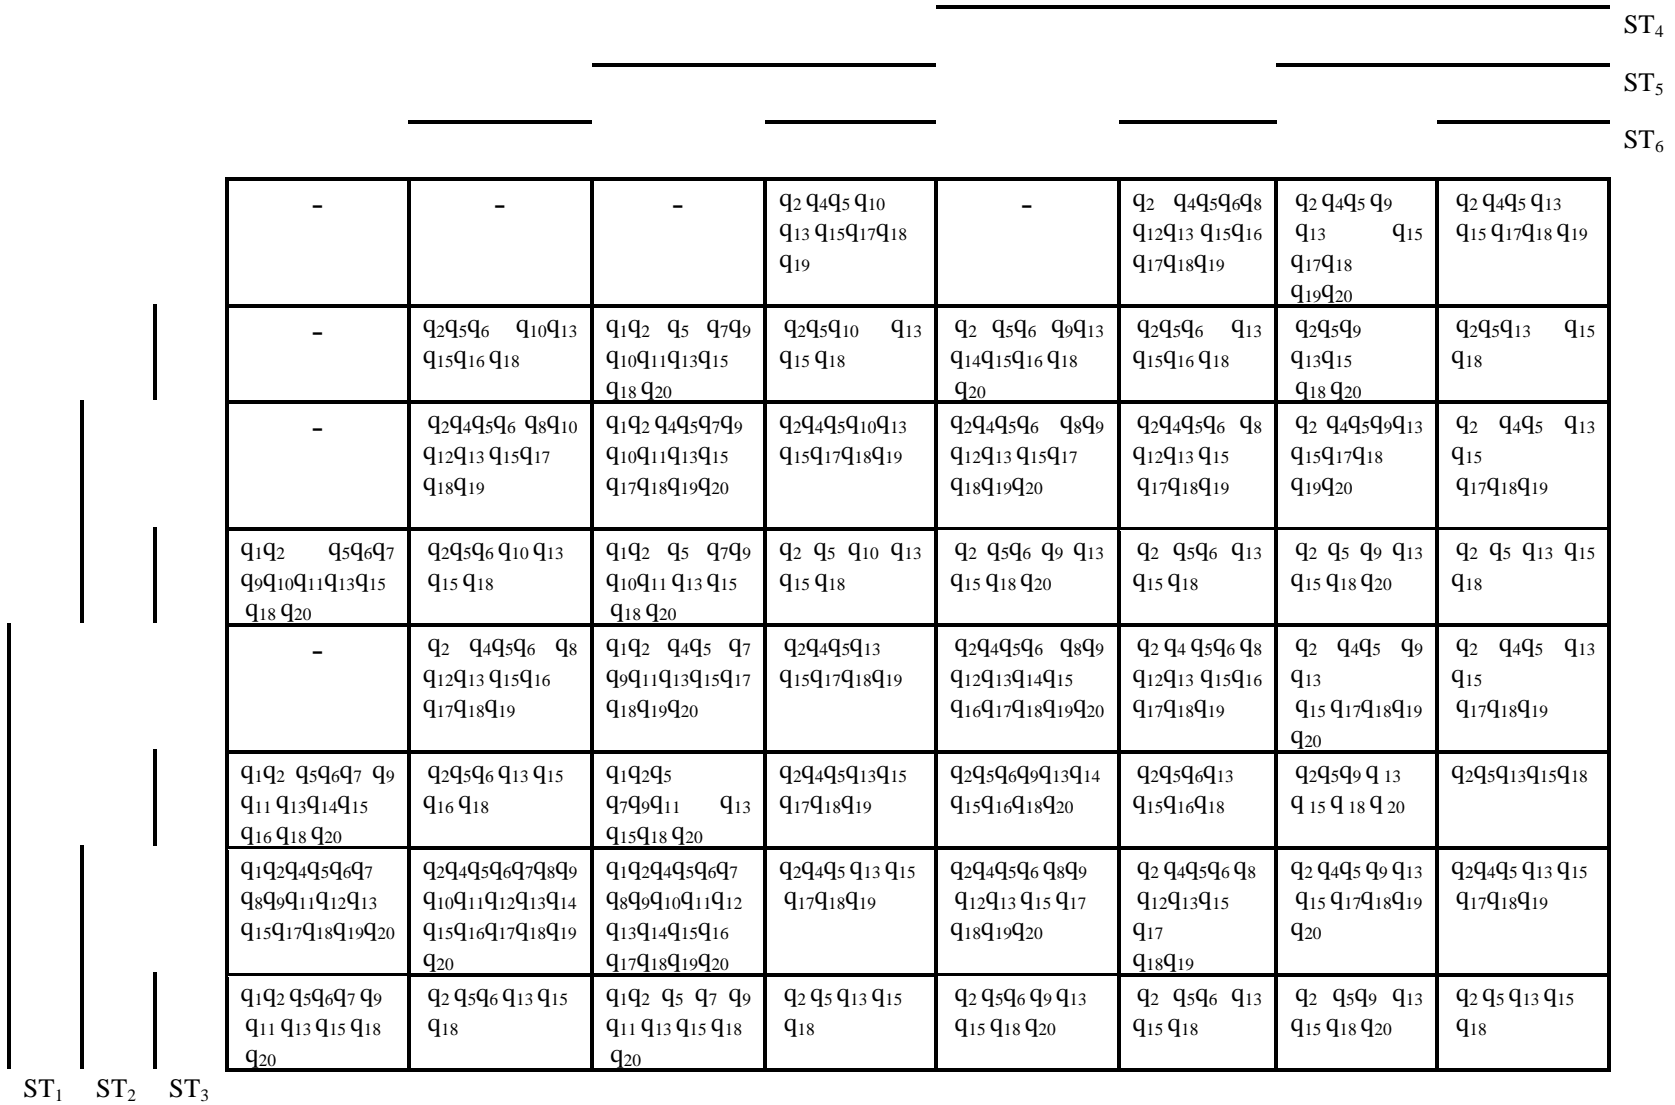 ST₄
ST₅
ST₆
- - - q₂ q₄q₅ q₁₀ - q₂ q₄q₅q₆q₈ q₂ q₄q₅ q₉ q₂ q₄q₅ q₁₃
q₁₃ q₁₅q₁₇q₁₈ q₁₂q₁₃ q₁₅q₁₆ q₁₃ q₁₅ q₁₅ q₁₇q₁₈ q₁₉
q₁₉ q₁₇q₁₈q₁₉ q₁₇q₁₈
q₁₉q₂₀
- q₂q₅q₆ q₁₀q₁₃ q₁q₂ q₅ q₇q₉ q₂q₅q₁₀ q₁₃ q₂ q₅q₆ q₉q₁₃ q₂q₅q₆ q₁₃ q₂q₅q₉ q₂q₅q₁₃ q₁₅
q₁₅q₁₆ q₁₈ q₁₀q₁₁q₁₃q₁₅ q₁₅ q₁₈ q₁₄q₁₅q₁₆ q₁₈ q₁₅q₁₆ q₁₈ q₁₃q₁₅ q₁₈
q₁₈ q₂₀ q₂₀ q₁₈ q₂₀
- q₂q₄q₅q₆ q₈q₁₀ q₁q₂ q₄q₅q₇q₉ q₂q₄q₅q₁₀q₁₃ q₂q₄q₅q₆ q₈q₉ q₂q₄q₅q₆ q₈ q₂ q₄q₅q₉q₁₃ q₂ q₄q₅ q₁₃
q₁₂q₁₃ q₁₅q₁₇ q₁₀q₁₁q₁₃q₁₅ q₁₅q₁₇q₁₈q₁₉ q₁₂q₁₃ q₁₅q₁₇ q₁₂q₁₃ q₁₅ q₁₅q₁₇q₁₈ q₁₅
q₁₈q₁₉ q₁₇q₁₈q₁₉q₂₀ q₁₈q₁₉q₂₀ q₁₇q₁₈q₁₉ q₁₉q₂₀ q₁₇q₁₈q₁₉
q₁q₂ q₅q₆q₇ q₂q₅q₆ q₁₀ q₁₃ q₁q₂ q₅ q₇q₉ q₂ q₅ q₁₀ q₁₃ q₂ q₅q₆ q₉ q₁₃ q₂ q₅q₆ q₁₃ q₂ q₅ q₉ q₁₃ q₂ q₅ q₁₃ q₁₅
q₉q₁₀q₁₁q₁₃q₁₅ q₁₅ q₁₈ q₁₀q₁₁ q₁₃ q₁₅ q₁₅ q₁₈ q₁₅ q₁₈ q₂₀ q₁₅ q₁₈ q₁₅ q₁₈ q₂₀ q₁₈
q₁₈ q₂₀ q₁₈ q₂₀
- q₂ q₄q₅q₆ q₈ q₁q₂ q₄q₅ q₇ q₂q₄q₅q₁₃ q₂q₄q₅q₆ q₈q₉ q₂ q₄ q₅q₆ q₈ q₂ q₄q₅ q₉ q₂ q₄q₅ q₁₃
q₁₂q₁₃ q₁₅q₁₆ q₉q₁₁q₁₃q₁₅q₁₇ q₁₅q₁₇q₁₈q₁₉ q₁₂q₁₃q₁₄q₁₅ q₁₂q₁₃ q₁₅q₁₆ q₁₃ q₁₅
q₁₇q₁₈q₁₉ q₁₈q₁₉q₂₀ q₁₆q₁₇q₁₈q₁₉q₂₀ q₁₇q₁₈q₁₉ q₁₅ q₁₇q₁₈q₁₉ q₁₇q₁₈q₁₉
q₂₀
q₁q₂ q₅q₆q₇ q₉ q₂q₅q₆ q₁₃ q₁₅ q₁q₂q₅ q₂q₄q₅q₁₃q₁₅ q₂q₅q₆q₉q₁₃q₁₄ q₂q₅q₆q₁₃ q₂q₅q₉ q ₁₃ q₂q₅q₁₃q₁₅q₁₈
q₁₁ q₁₃q₁₄q₁₅ q₁₆ q₁₈ q₇q₉q₁₁ q₁₃ q₁₇q₁₈q₁₉ q₁₅q₁₆q₁₈q₂₀ q₁₅q₁₆q₁₈ q ₁₅ q ₁₈ q ₂₀
q₁₆ q₁₈ q₂₀ q₁₅q₁₈ q₂₀
q₁q₂q₄q₅q₆q₇ q₂q₄q₅q₆q₇q₈q₉ q₁q₂q₄q₅q₆q₇ q₂q₄q₅ q₁₃ q₁₅ q₂q₄q₅q₆ q₈q₉ q₂ q₄q₅q₆ q₈ q₂ q₄q₅ q₉ q₁₃ q₂q₄q₅ q₁₃ q₁₅
q₈q₉q₁₁q₁₂q₁₃ q₁₀q₁₁q₁₂q₁₃q₁₄ q₈q₉q₁₀q₁₁q₁₂ q₁₇q₁₈q₁₉ q₁₂q₁₃ q₁₅ q₁₇ q₁₂q₁₃q₁₅ q₁₅ q₁₇q₁₈q₁₉ q₁₇q₁₈q₁₉
q₁₅q₁₇q₁₈q₁₉q₂₀ q₁₅q₁₆q₁₇q₁₈q₁₉ q₁₃q₁₄q₁₅q₁₆ q₁₈q₁₉q₂₀ q₁₇ q₂₀
q₂₀ q₁₇q₁₈q₁₉q₂₀ q₁₈q₁₉
q₁q₂ q₅q₆q₇ q₉ q₂ q₅q₆ q₁₃ q₁₅ q₁q₂ q₅ q₇ q₉ q₂ q₅ q₁₃ q₁₅ q₂ q₅q₆ q₉ q₁₃ q₂ q₅q₆ q₁₃ q₂ q₅q₉ q₁₃ q₂ q₅ q₁₃ q₁₅
q₁₁ q₁₃ q₁₅ q₁₈ q₁₈ q₁₁ q₁₃ q₁₅ q₁₈ q₁₈ q₁₅ q₁₈ q₂₀ q₁₅ q₁₈ q₁₅ q₁₈ q₂₀ q₁₈
q₂₀ q₂₀
ST₁ ST₂ ST₃